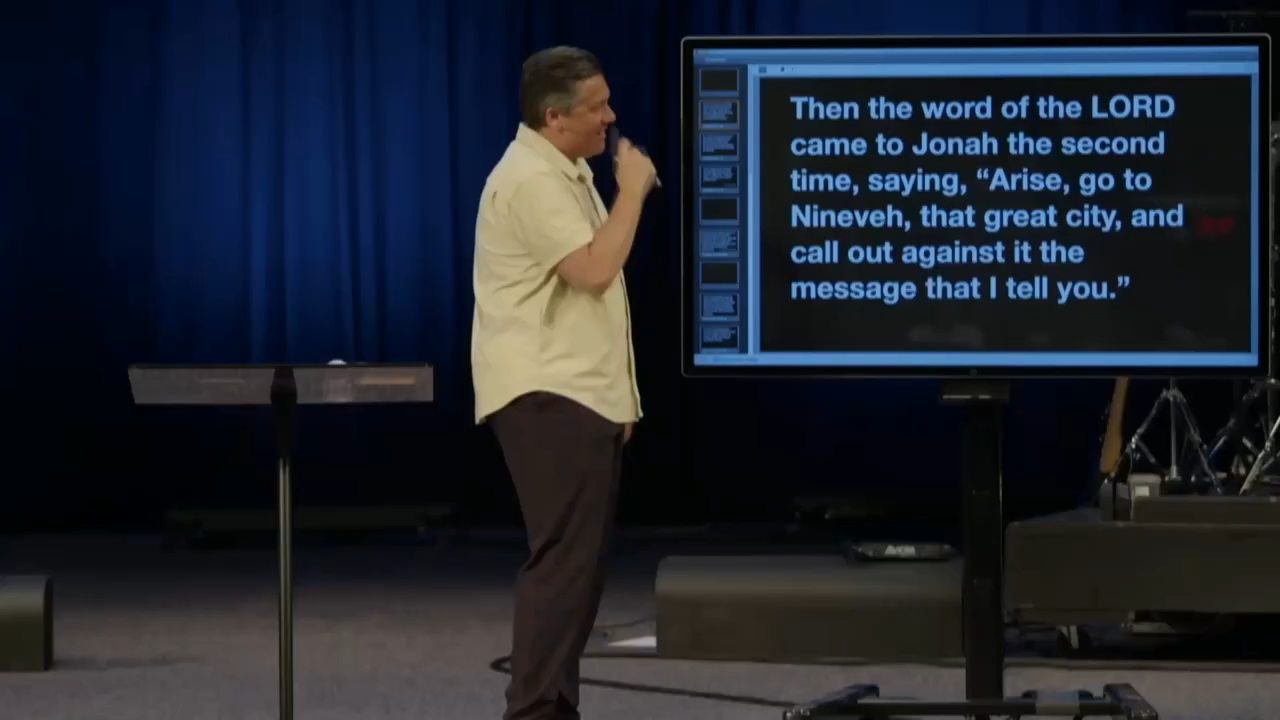 Then the word of the LORD
came to Jonah the second
time, saying, “Arise, go to
Nineveh, that great city, and
call out against it the
message that I tell you.”